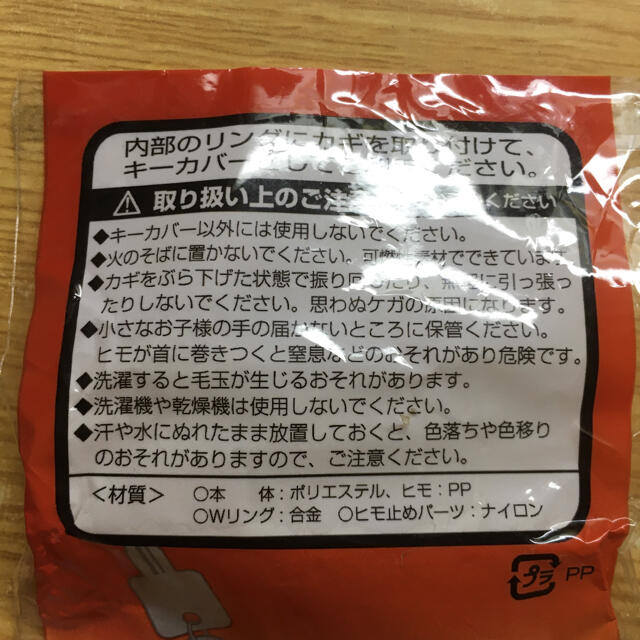 内部のリングにカギを取り付けて、
キーカバーとしてください。
⚠取り扱い上のご注 ください
◆キーカバー以外には使用しないでください。
◆火のそばに置かないでください。可燃性素材でできています。
◆カギをぶら下げた状態で振り回したり、無理に引っ張っ
たりしないでください。思わぬケガの原因になります。
◆小さなお子様の手の届かないところに保管ください。
ヒモが首に巻きつくと窒息などのおそれがあり危険です。
◆洗濯すると毛玉が生じるおそれがあります。
◆洗濯機や乾燥機は使用しないでください。
◆汗や水にぬれたまま放置しておくと、色落ちや色移り
のおそれがありますので、ご注意ください。
<材質> ○本 体:ポリエステル、ヒモ:PP
○Wリング:合金 ○ヒモ止めパーツ:ナイロン
プラ PP